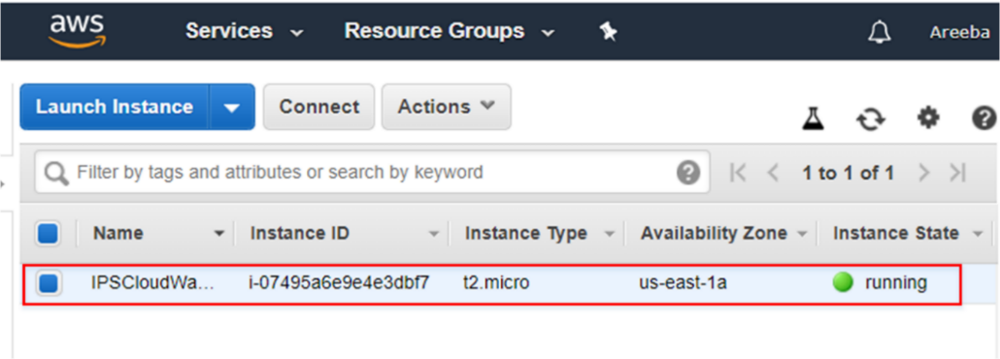 aws Services Resource Groups Areeba
Launch Instance Connect Actions
Filter by tags and attributes or search by keyword 1 to 1 of 1
Name Instance ID Instance Type Availability Zone Instance State
IPSCloudWa... i-07495a6e9e4e3dbf7 t2.micro us-east-1a running